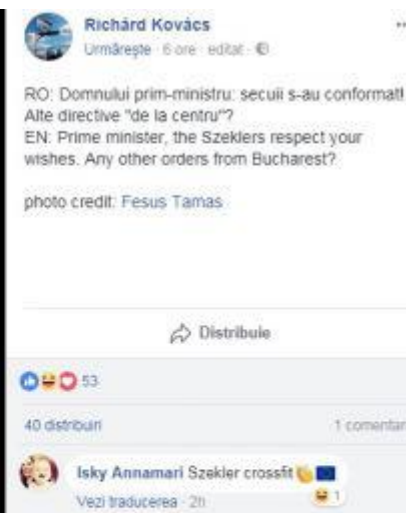 Richárd Kovács
Urmărește · 6 ore · editat ·
RO: Domnului prim-ministru: secuii s-au conformat!
Alte directive "de la centru"?
EN: Prime minister, the Szeklers respect your
wishes. Any other orders from Bucharest?
photo credit: Fesus Tamas
Distribuie
53
40 distribuiri
1 comentar
Isky Annamari Szekler crossfit
Vezi traducerea · 2h
1